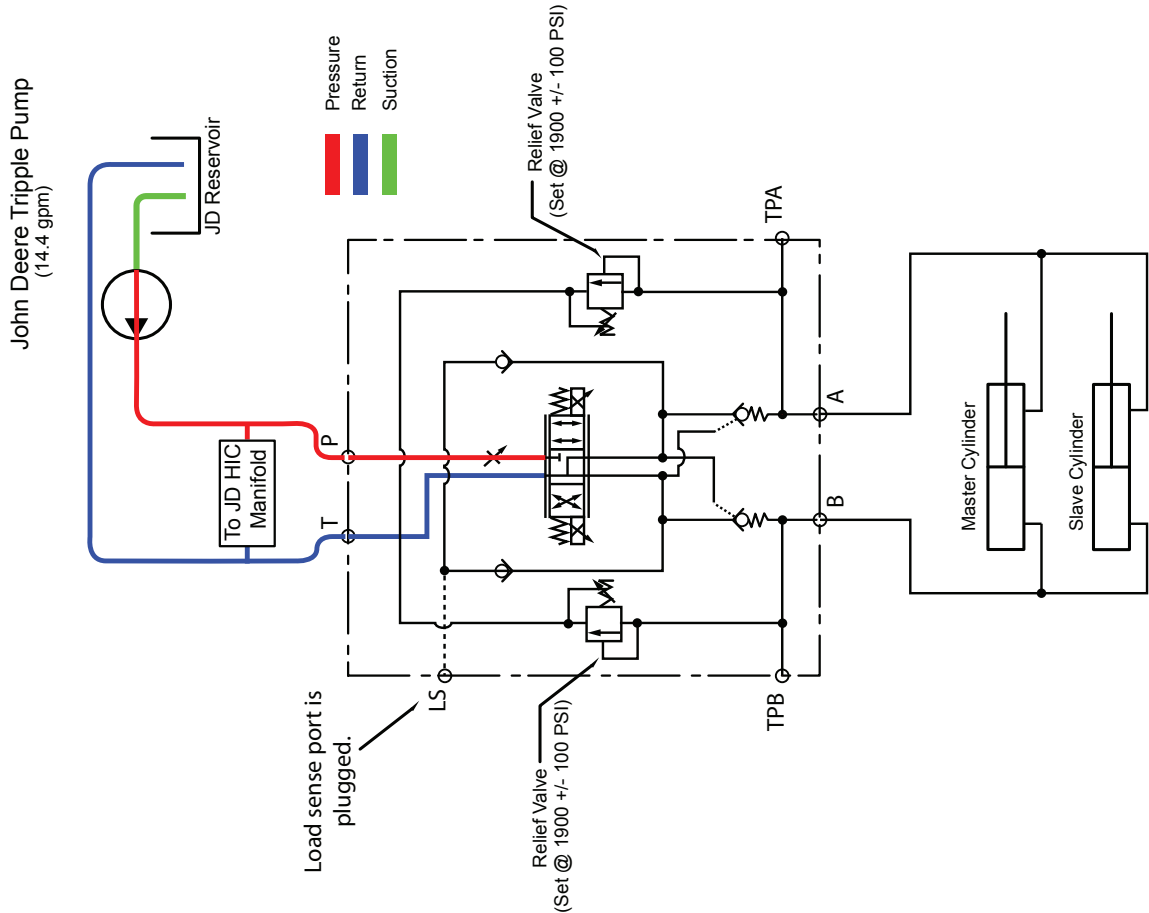 John Deere Tripple Pump
(14.4 gpm)
JD Reservoir
Pressure
Return
Suction
To JD HIC
Manifold
T
P
Load sense port is
plugged.
LS
Relief Valve
(Set @ 1900 +/- 100 PSI)
Relief Valve
(Set @ 1900 +/- 100 PSI)
TPB
TPA
B
A
Master Cylinder
Slave Cylinder